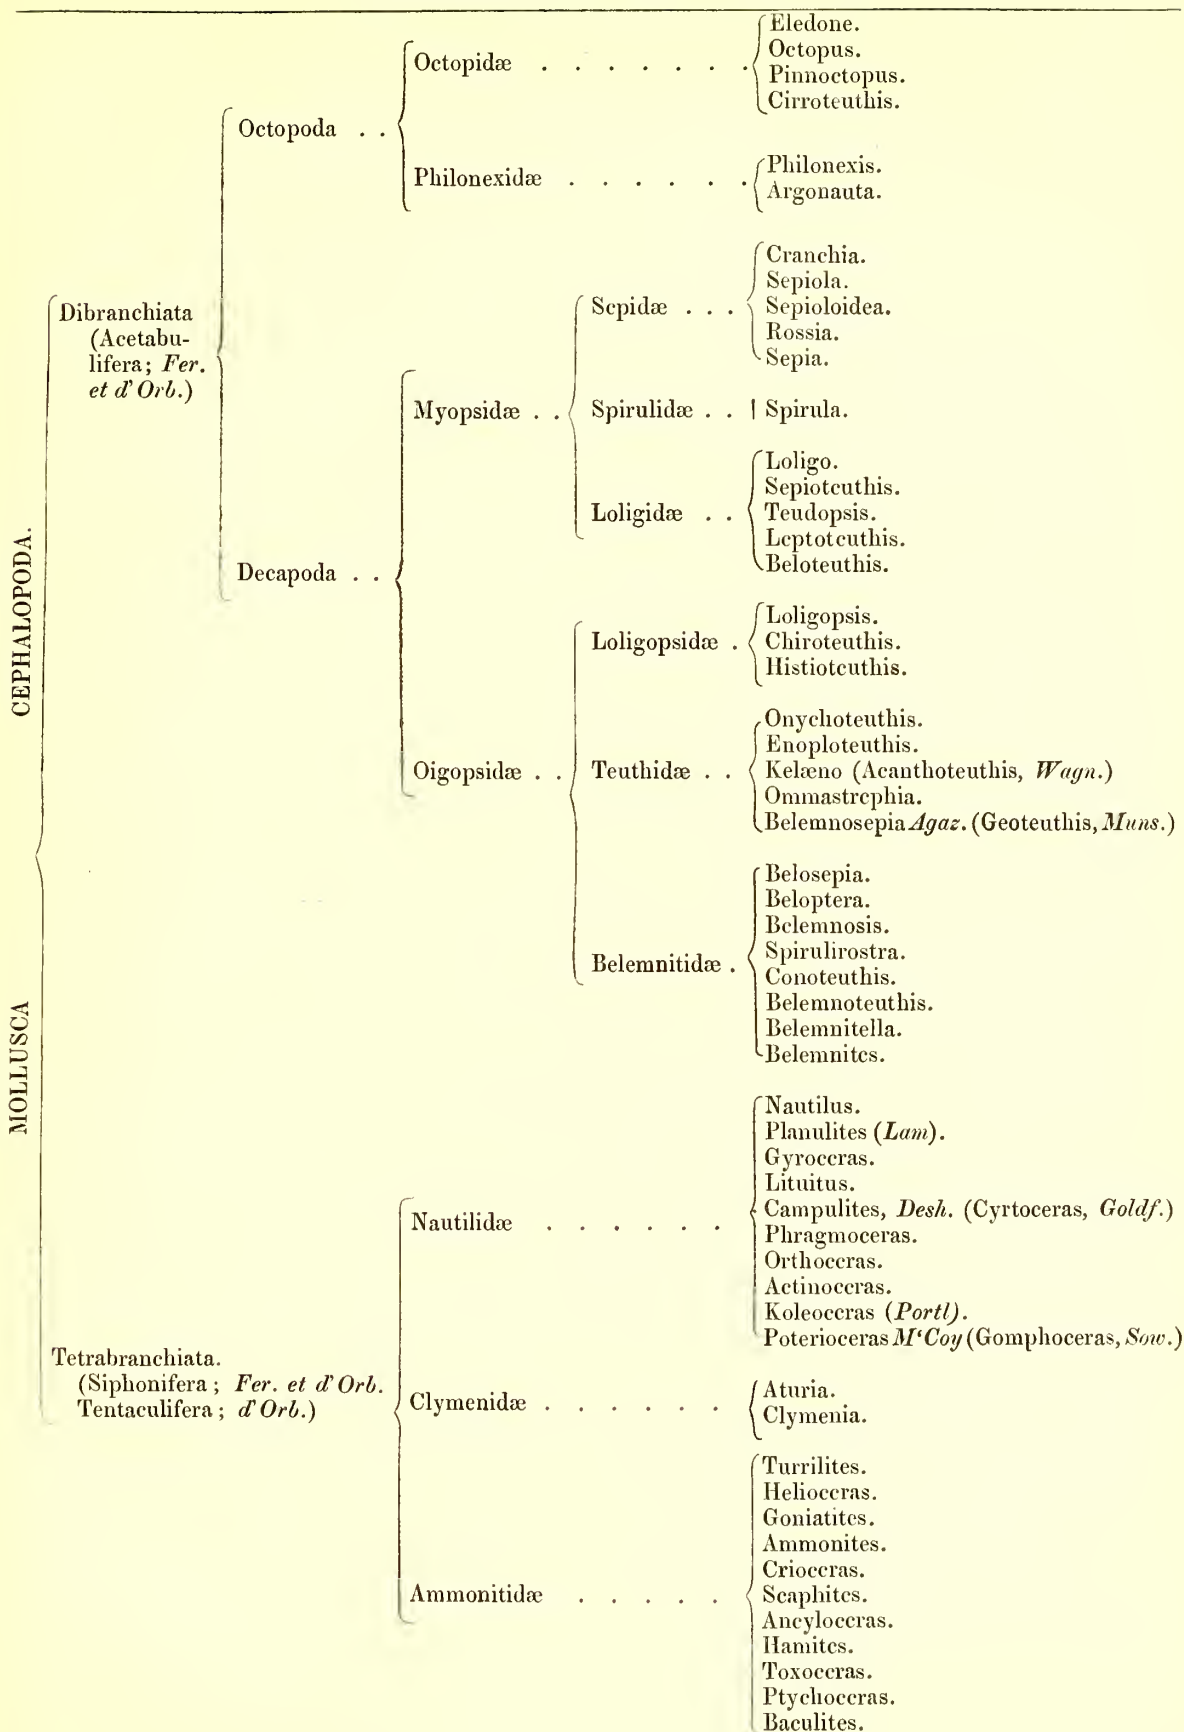 MOLLUSCA CEPHALOPODA.
Dibranchiata
(Acetabu-
lifera; Fer.
et d'Orb.)
Octopoda . .
Octopidæ . . . . . . .
Eledone.
Octopus.
Pinnoctopus.
Cirroteuthis.
Philonexidæ . . . . . .
Philonexis.
Argonauta.
Decapoda . .
Myopsidæ . .
Sepidæ . . .
Cranchia.
Sepiola.
Sepioloidea.
Rossia.
Sepia.
Spirulidæ . .
Spirula.
Loligidæ . .
Loligo.
Sepioteuthis.
Teudopsis.
Leptoteuthis.
Beloteuthis.
Oigopsidæ . .
Loligopsidæ .
Loligopsis.
Chiroteuthis.
Histioteuthis.
Teuthidæ . .
Onychoteuthis.
Enoploteuthis.
Kelæno (Acanthoteuthis, Wagn.)
Ommastrephia.
Belemnosepia Agaz. (Geoteuthis, Muns.)
Belemnitidæ .
Belosepia.
Beloptera.
Belemnosis.
Spirulirostra.
Conoteuthis.
Belemnoteuthis.
Belemnitella.
Belemnites.
Tetrabranchiata.
(Siphonifera; Fer. et d'Orb.
Tentaculifera; d'Orb.)
Nautilidæ . . . . . .
Nautilus.
Planulites (Lam).
Gyroceras.
Lituitus.
Campulites, Desh. (Cyrtoceras, Goldf.)
Phragmoceras.
Orthoceras.
Actinoceras.
Koleoceras (Portl).
Poterioceras M'Coy (Gomphoceras, Sow.)
Clymenidæ . . . . . .
Aturia.
Clymenia.
Ammonitidæ . . . . .
Turrilites.
Helioceras.
Goniatites.
Ammonites.
Crioceras.
Scaphites.
Ancyloceras.
Hamites.
Toxoceras.
Ptychoceras.
Baculites.